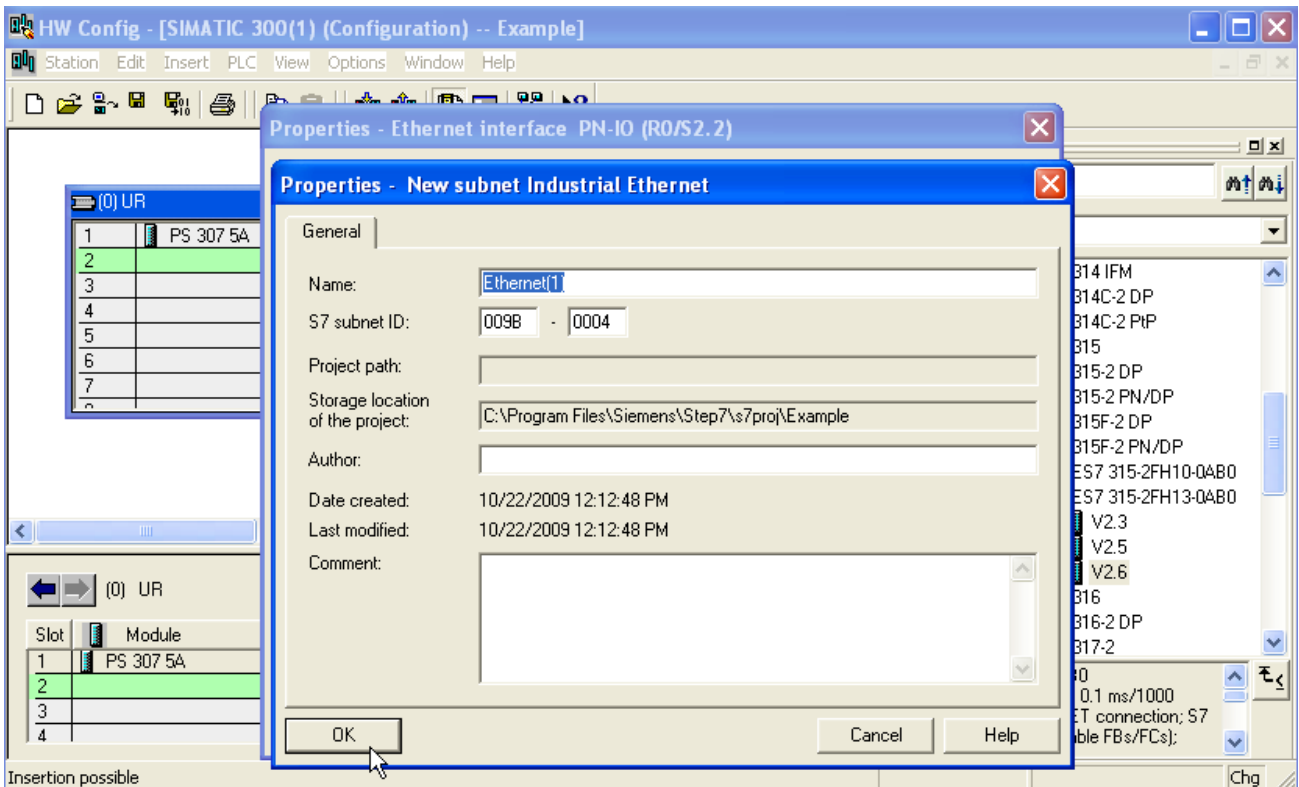 HW Config - [SIMATIC 300(1) (Configuration) -- Example]
Station Edit Insert PLC View Options Window Help
Properties - Ethernet interface PN-IO (R0/S2.2)
Properties - New subnet Industrial Ethernet
(0) UR
1 PS 307 5A
2
3
4
5
6
7
General
Name: Ethernet(1)
S7 subnet ID: 009B - 0004
Project path:
Storage location
of the project: C:\Program Files\Siemens\Step7\s7proj\Example
Author:
Date created: 10/22/2009 12:12:48 PM
Last modified: 10/22/2009 12:12:48 PM
Comment:
OK Cancel Help
314 IFM
314C-2 DP
314C-2 PtP
315
315-2 DP
315-2 PN/DP
315F-2 DP
315F-2 PN/DP
ES7 315-2FH10-0AB0
ES7 315-2FH13-0AB0
V2.3
V2.5
V2.6
316
316-2 DP
317-2
(0) UR
Slot Module
1 PS 307 5A
2
3
4
0.1 ms/1000
ET connection; S7
ble FBs/FCs);
Insertion possible
Chg